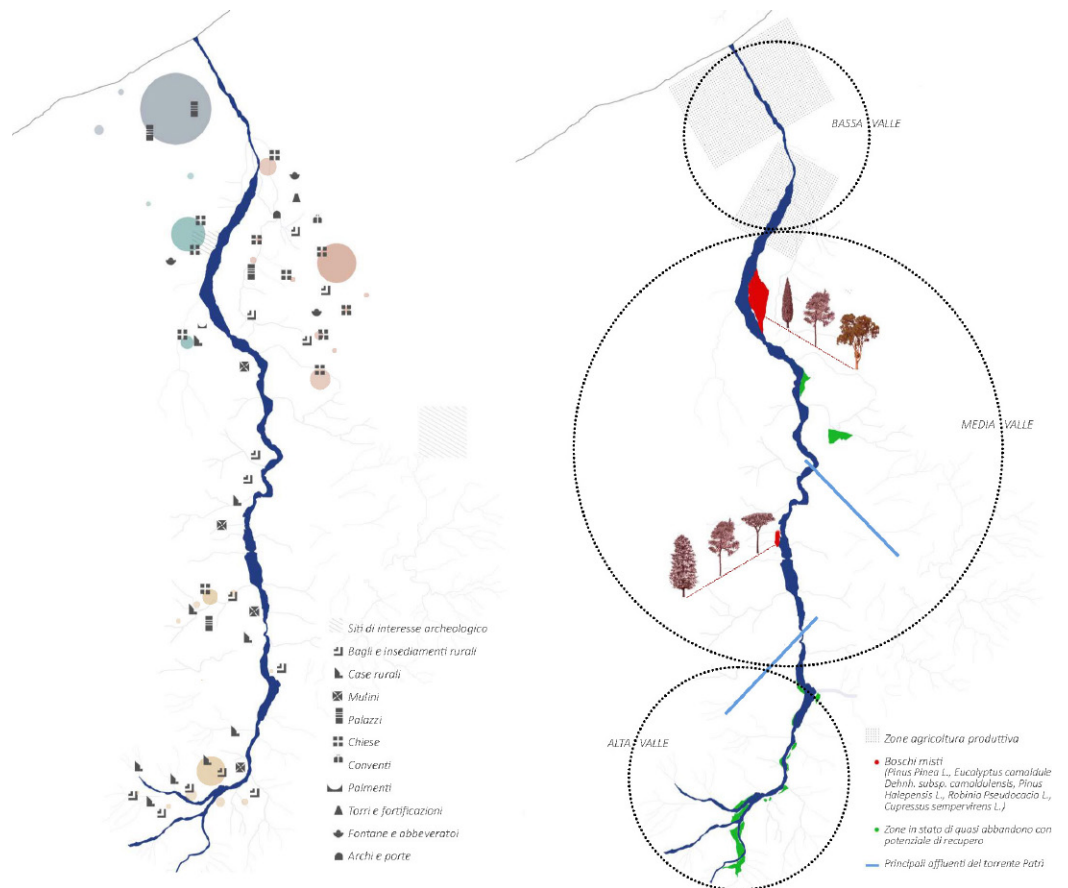 Siti di interesse archeologico
Bagli e insediamenti rurali
Case rurali
Mulini
Palazzi
Chiese
Conventi
Palmenti
Torri e fortificazioni
Fontane e abbeveratoi
Archi e porte
BASSA VALLE
MEDIA VALLE
ALTA VALLE
Zone agricoltura produttiva
Boschi misti
(Pinus Pinea L., Eucalyptus camaldule
Dehnh. subsp. camaldulensis, Pinus
Halepensis L., Robinia Pseudocacia L.,
Cupressus sempervirens L.)
Zone in stato di quasi abbandono con
potenziale di recupero
Principali affluenti del torrente Patrì